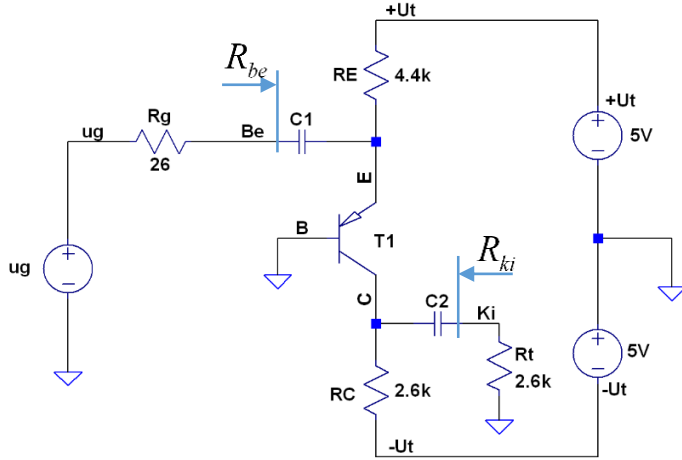 +Ut
R_be
RE
4.4k
+Ut
Rg
C1
ug
Be
5V
26
E
B
T1
R_ki
ug
C
C2
Ki
Rt
5V
RC
2.6k
2.6k
-Ut
-Ut